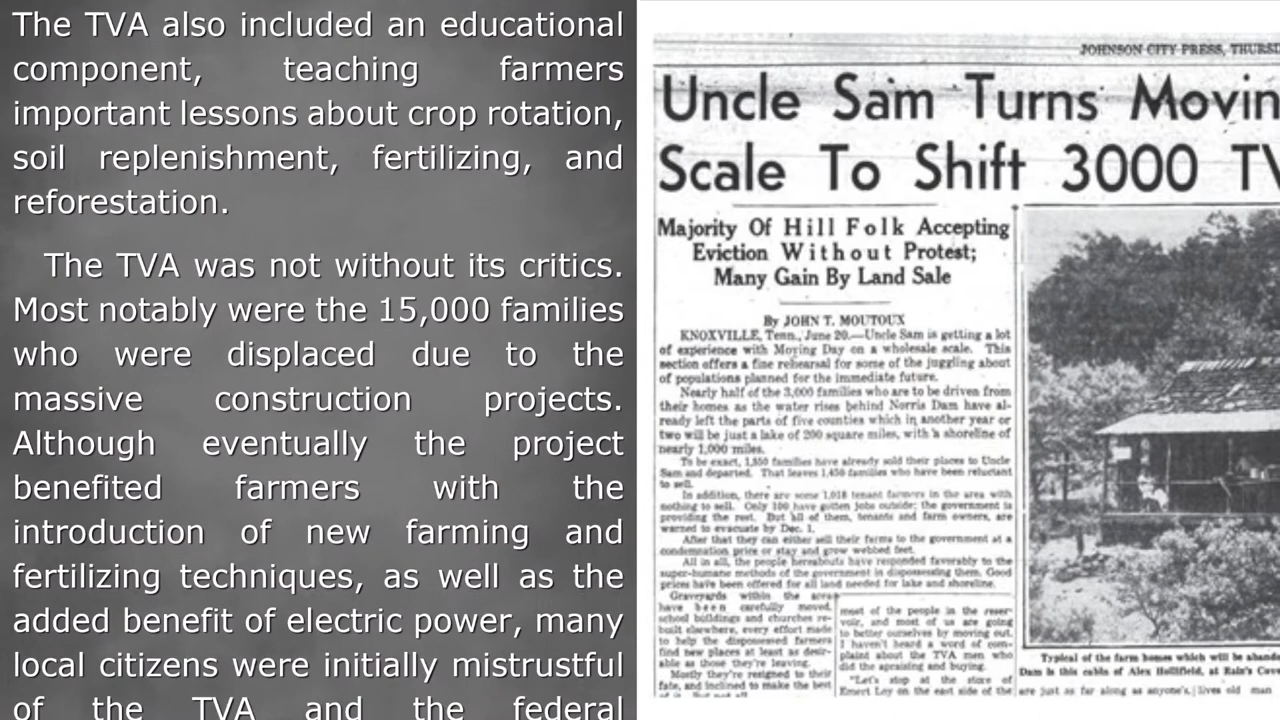 The TVA also included an educational
component, teaching farmers
important lessons about crop rotation,
soil replenishment, fertilizing, and
reforestation.
The TVA was not without its critics.
Most notably were the 15,000 families
who were displaced due to the
massive construction projects.
Although eventually the project
benefited farmers with the
introduction of new farming and
fertilizing techniques, as well as the
added benefit of electric power, many
local citizens were initially mistrustful
of the TVA and the federal
JOHNSON CITY PRESS,
Uncle Sam Turns
Scale To Shift 3000
Majority Of Hill Folk Accepting
Eviction Without Protest;
Many Gain By Land Sale
By JOHN T. MOUTOUX
KNOXVILLE, Tenn., June 20.—Uncle Sam is getting a lot
of experience with Moving Day on a wholesale scale. This
section offers a fine rehearsal for some of the juggling about
of populations planned for the immediate future.
Nearly half of the 3,000 families who are to be driven from
their homes as the water rises behind Norris Dam have al-
ready left the parts of five counties which in another year or
two will be just a lake of 200 square miles, with a shoreline of
nearly 1,000 miles.
To be exact, 1,550 families have already sold their places to Uncle
Sam and departed. That leaves 1,450 families who have been reluctant
to sell.
In addition, there are some 1,018 tenant farmers in the area with
nothing to sell. Only 100 have gotten jobs outside; the government is
providing the rest. But all of them, tenants and farm owners, are
warned to evacuate by Dec. 1.
After that they can either sell their farms to the government at a
condemnation price or stay and grow webbed feet.
All in all, the people hereabouts have responded favorably to the
super-humane methods of the government in dispossessing them. Good
prices have been offered for all land needed for lake and shoreline.
Graveyards within the area
have been carefully moved,
school buildings and churches re-
built elsewhere, every effort made
to help the dispossessed farmers
find new places at least as desir-
able as those they're leaving.
Mostly they're resigned to their
fate, and inclined to make the best
most of the people in the reser-
voir, and most of us are going
to better ourselves by moving out.
I haven't heard a word of com-
plaint about the TVA men who
did the apraising and buying.
"Let's stop at the store of
Emert Loy on the east side of the
Typical of the farm homes which will be
Dam is this cabin of Alex Hollifield, at
are just as far along as anyone's. lives old man